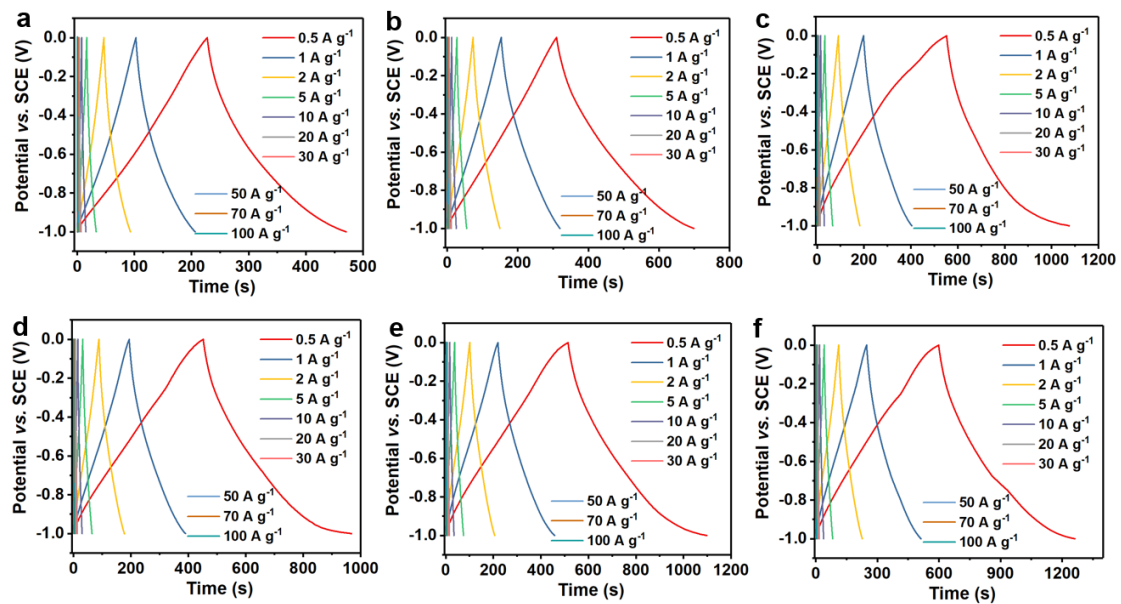 a
0.0
-0.2
-0.4
-0.6
-0.8
-1.0
Potential vs. SCE (V)
0 100 200 300 400 500
Time (s)
0.5 A g-1
1 A g-1
2 A g-1
5 A g-1
10 A g-1
20 A g-1
30 A g-1
50 A g-1
70 A g-1
100 A g-1
b
0.0
-0.2
-0.4
-0.6
-0.8
-1.0
Potential vs. SCE (V)
0 200 400 600 800
Time (s)
0.5 A g-1
1 A g-1
2 A g-1
5 A g-1
10 A g-1
20 A g-1
30 A g-1
50 A g-1
70 A g-1
100 A g-1
c
0.0
-0.2
-0.4
-0.6
-0.8
-1.0
Potential vs. SCE (V)
0 200 400 600 800 1000 1200
Time (s)
0.5 A g-1
1 A g-1
2 A g-1
5 A g-1
10 A g-1
20 A g-1
30 A g-1
50 A g-1
70 A g-1
100 A g-1
d
0.0
-0.2
-0.4
-0.6
-0.8
-1.0
Potential vs. SCE (V)
0 200 400 600 800 1000
Time (s)
0.5 A g-1
1 A g-1
2 A g-1
5 A g-1
10 A g-1
20 A g-1
30 A g-1
50 A g-1
70 A g-1
100 A g-1
e
0.0
-0.2
-0.4
-0.6
-0.8
-1.0
Potential vs. SCE (V)
0 200 400 600 800 1000 1200
Time (s)
0.5 A g-1
1 A g-1
2 A g-1
5 A g-1
10 A g-1
20 A g-1
30 A g-1
50 A g-1
70 A g-1
100 A g-1
f
0.0
-0.2
-0.4
-0.6
-0.8
-1.0
Potential vs. SCE (V)
0 300 600 900 1200
Time (s)
0.5 A g-1
1 A g-1
2 A g-1
5 A g-1
10 A g-1
20 A g-1
30 A g-1
50 A g-1
70 A g-1
100 A g-1